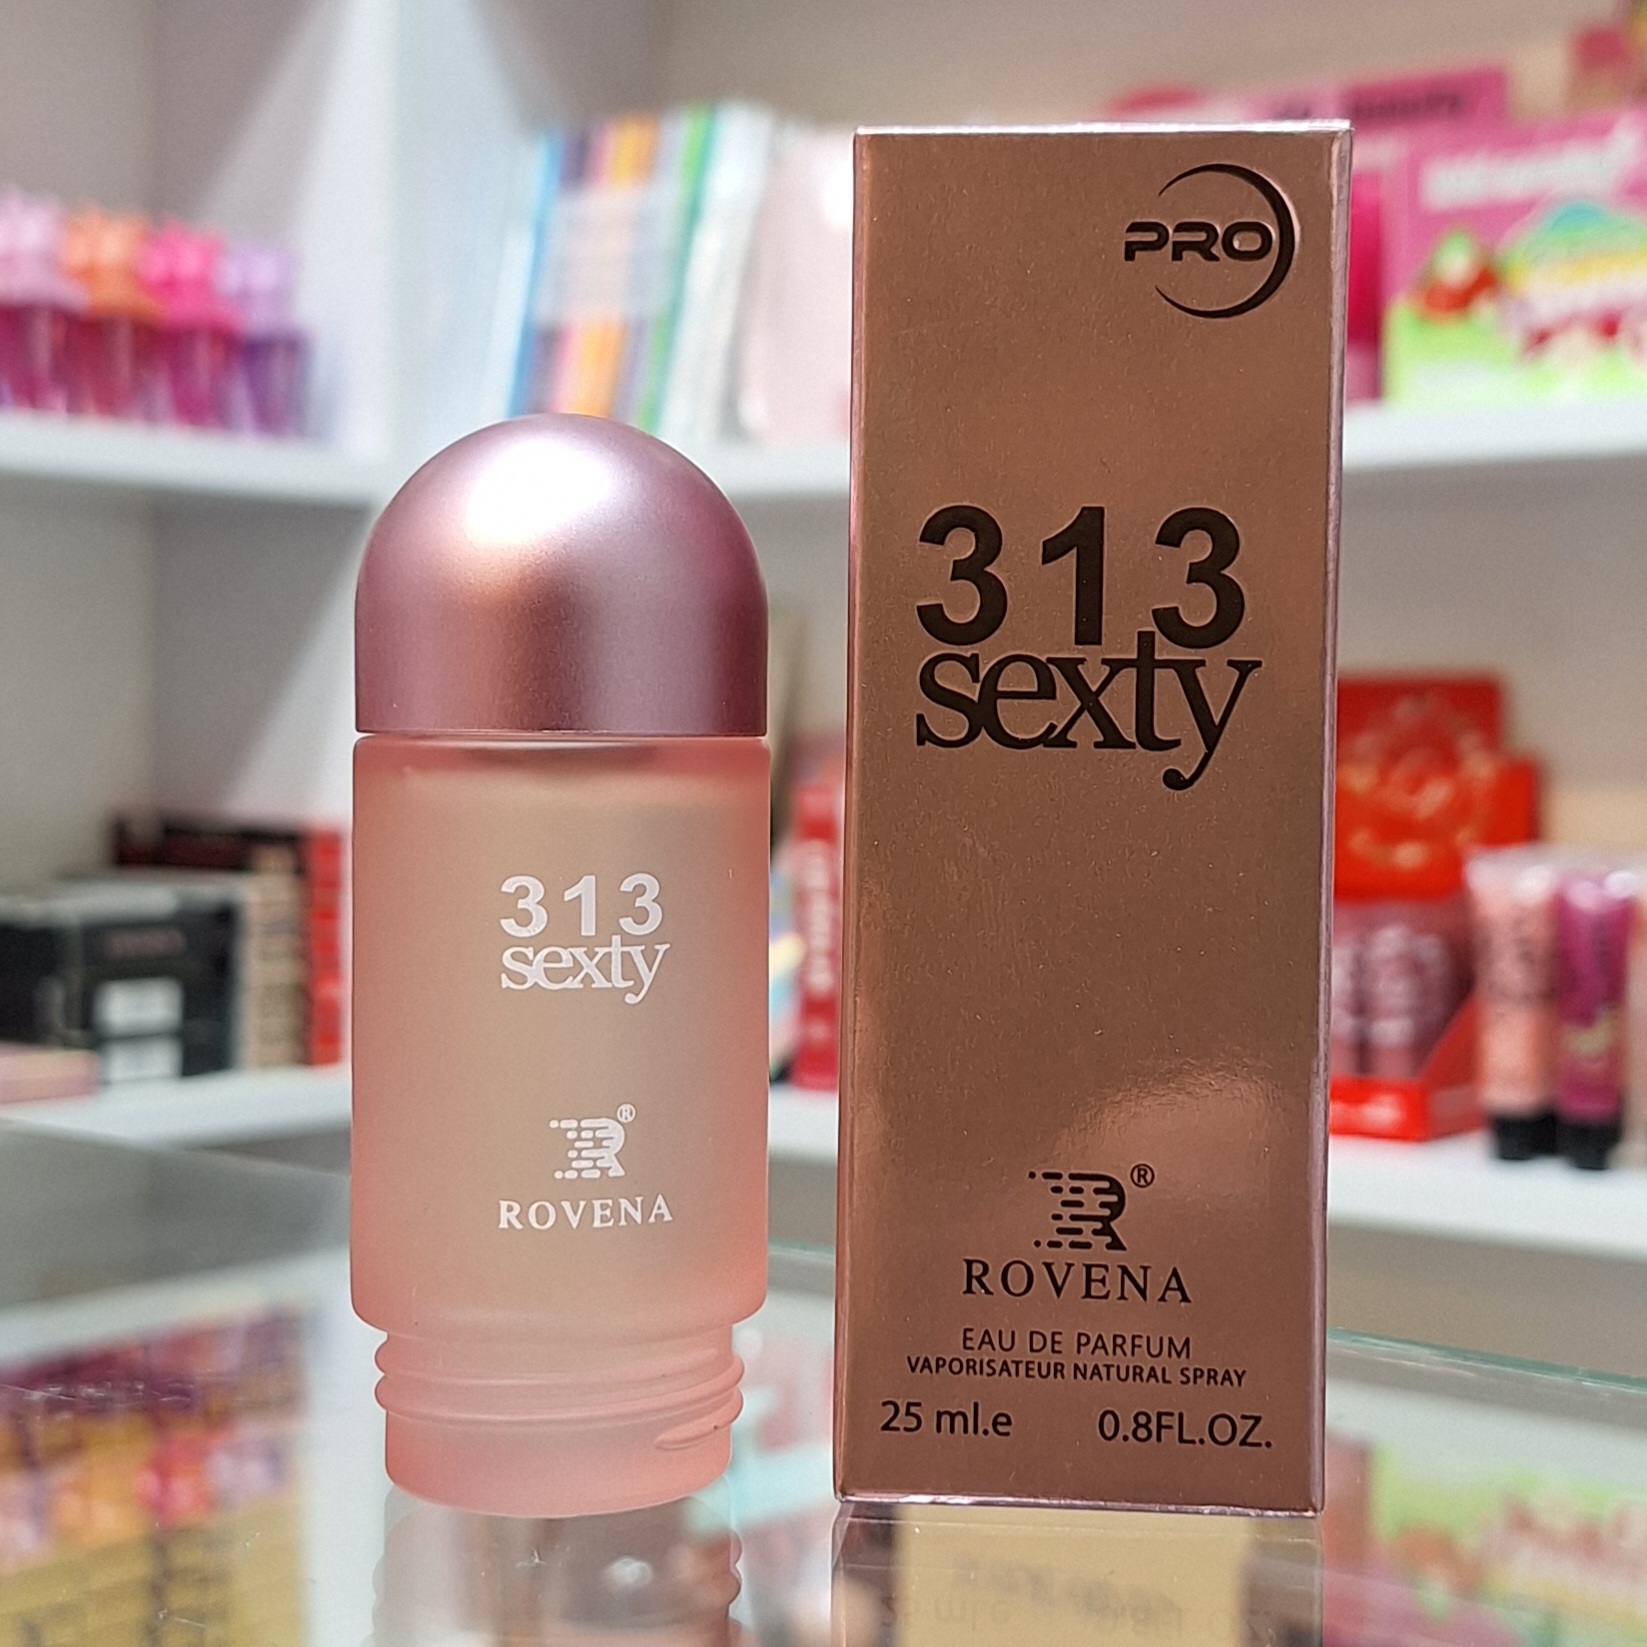 313
sexty
R®
ROVENA
PRO
313
sexty
R®
ROVENA
EAU DE PARFUM
VAPORISATEUR NATURAL SPRAY
25 ml.e 0.8FL.OZ.